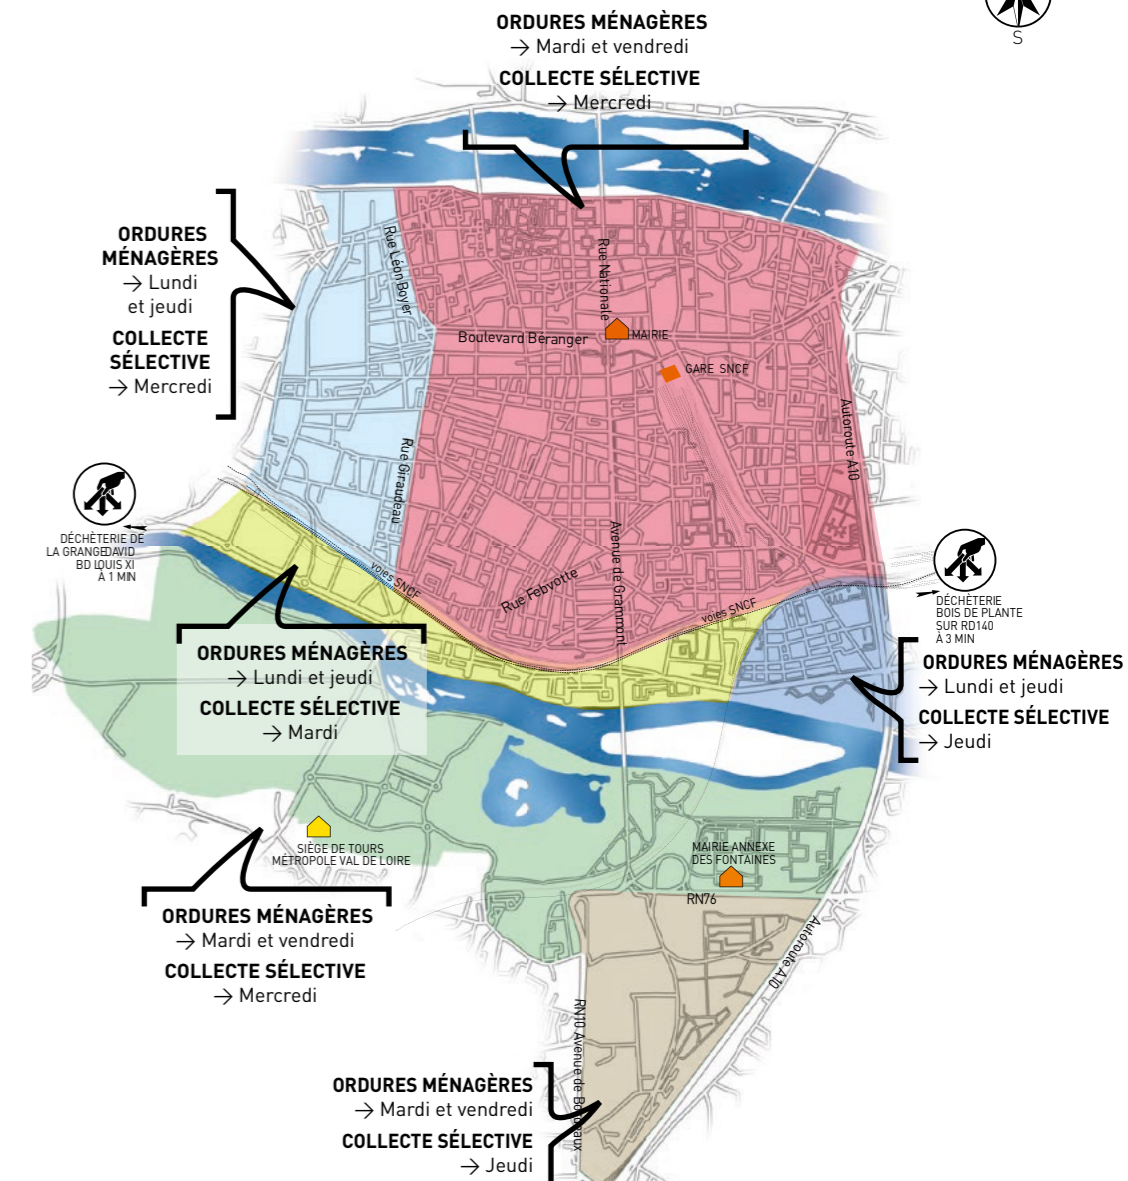 S
ORDURES MÉNAGÈRES
→ Mardi et vendredi
COLLECTE SÉLECTIVE
→ Mercredi
ORDURES
MÉNAGÈRES
→ Lundi
et jeudi
COLLECTE
SÉLECTIVE
→ Mercredi
Rue Léon Boyer
Rue Nationale
Boulevard Béranger
MAIRIE
GARE SNCF
Autoroute A10
Rue Giraudeau
Avenue de Grammont
Rue Febvotte
voies SNCF
voies SNCF
DÉCHÈTERIE DE
LA GRANGE DAVID
BD LOUIS XI
À 1 MIN
DÉCHÈTERIE
BOIS DE PLANTE
SUR RD140
À 3 MIN
ORDURES MÉNAGÈRES
→ Lundi et jeudi
COLLECTE SÉLECTIVE
→ Mardi
ORDURES MÉNAGÈRES
→ Lundi et jeudi
COLLECTE SÉLECTIVE
→ Jeudi
SIÈGE DE TOURS
MÉTROPOLE VAL DE LOIRE
MAIRIE ANNEXE
DES FONTAINES
RN76
Autoroute A10
ORDURES MÉNAGÈRES
→ Mardi et vendredi
COLLECTE SÉLECTIVE
→ Mercredi
RN10 Avenue de Bordeaux
ORDURES MÉNAGÈRES
→ Mardi et vendredi
COLLECTE SÉLECTIVE
→ Jeudi